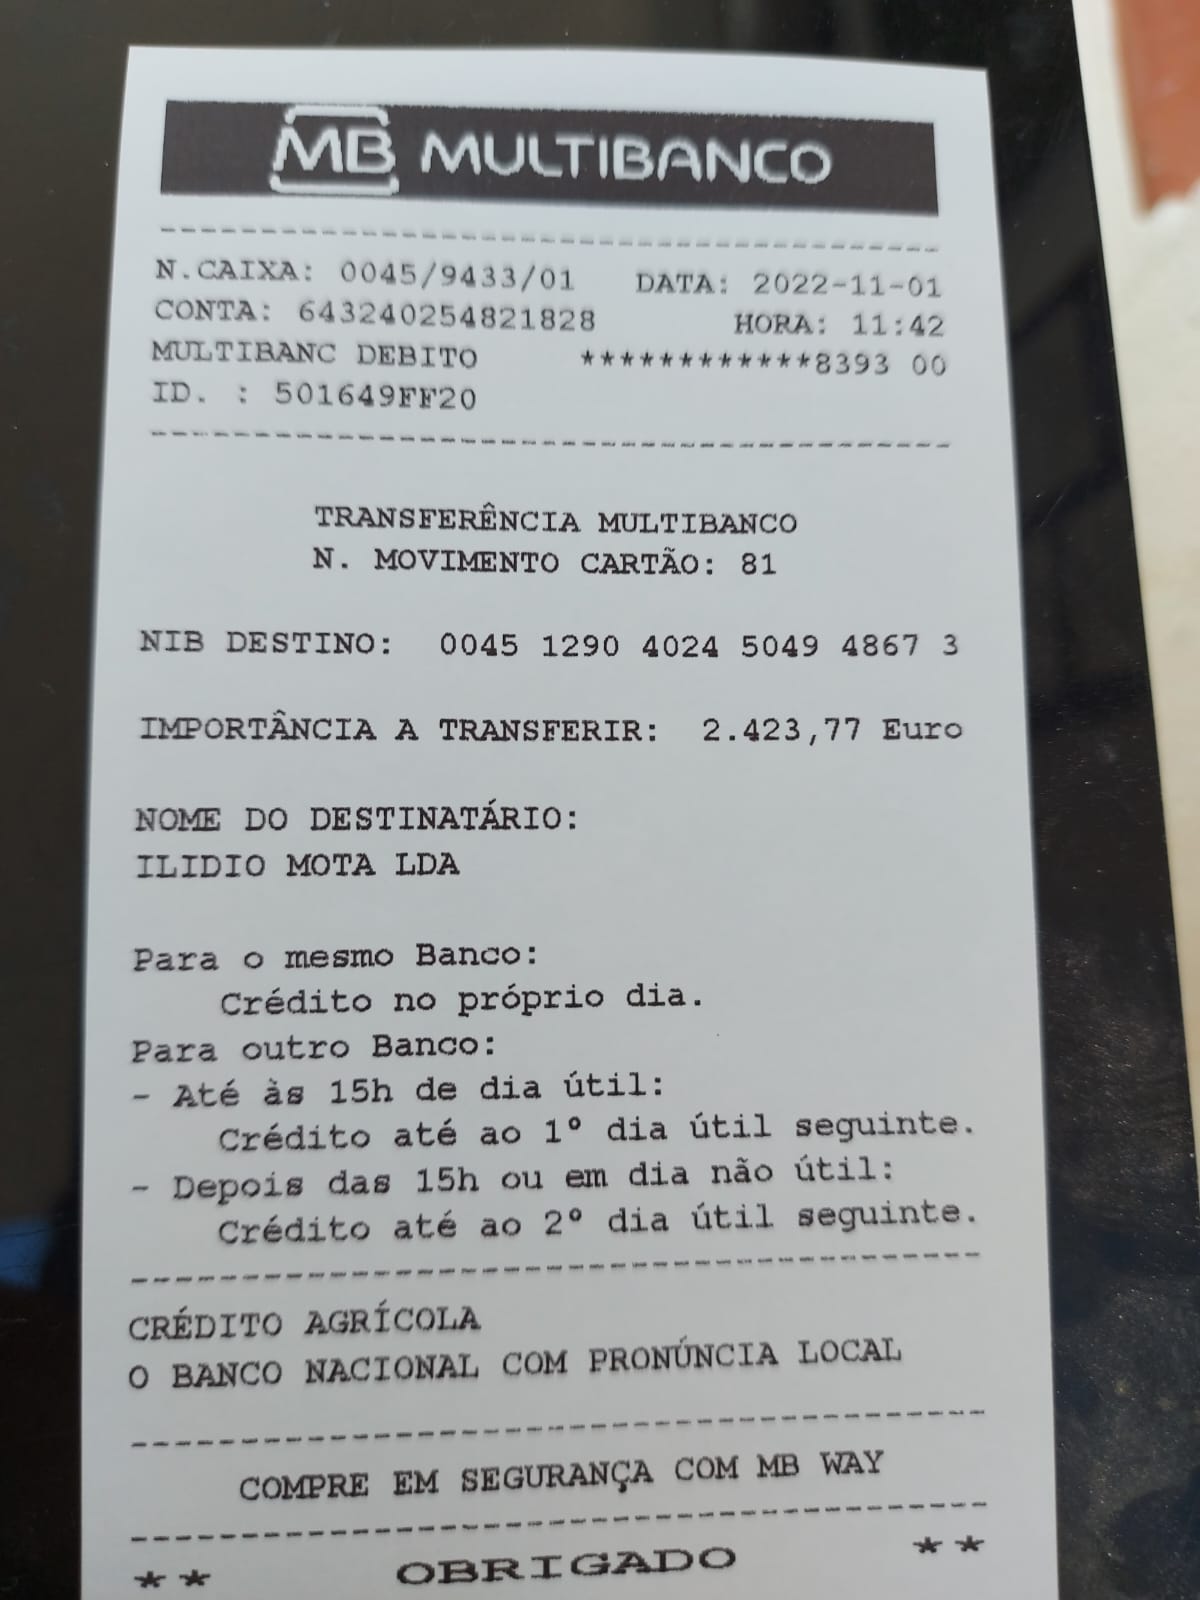 MB MULTIBANCO
N.CAIXA: 0045/9433/01 DATA: 2022-11-01
CONTA: 643240254821828 HORA: 11:42
MULTIBANC DEBITO ************8393 00
ID. : 501649FF20
TRANSFERÊNCIA MULTIBANCO
N. MOVIMENTO CARTÃO: 81
NIB DESTINO: 0045 1290 4024 5049 4867 3
IMPORTÂNCIA A TRANSFERIR: 2.423,77 Euro
NOME DO DESTINATÁRIO:
ILIDIO MOTA LDA
Para o mesmo Banco:
Crédito no próprio dia.
Para outro Banco:
- Até às 15h de dia útil:
Crédito até ao 1º dia útil seguinte.
- Depois das 15h ou em dia não útil:
Crédito até ao 2º dia útil seguinte.
CRÉDITO AGRÍCOLA
O BANCO NACIONAL COM PRONÚNCIA LOCAL
COMPRE EM SEGURANÇA COM MB WAY
** OBRIGADO **